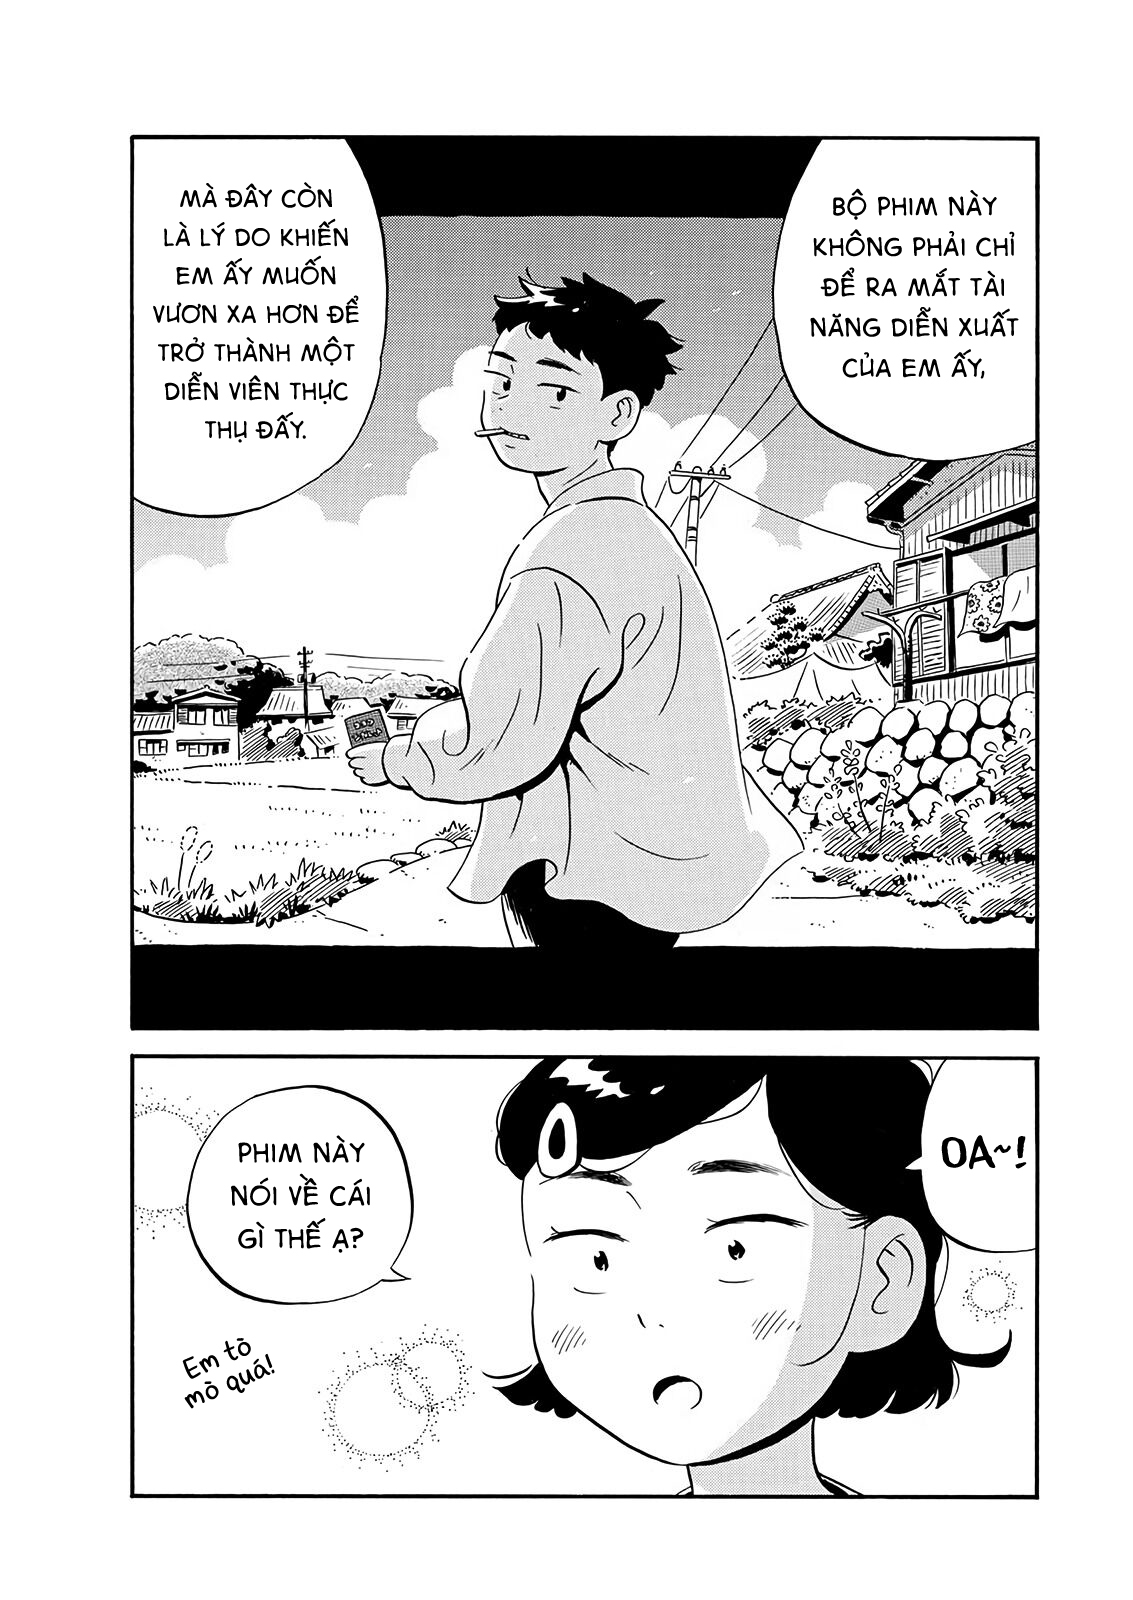 BỘ PHIM NÀY
KHÔNG PHẢI CHỈ
ĐỂ RA MẮT TÀI
NĂNG DIỄN XUẤT
CỦA EM ẤY,
MÀ ĐÂY CÒN
LÀ LÝ DO KHIẾN
EM ẤY MUỐN
VƯƠN XA HƠN ĐỂ
TRỞ THÀNH MỘT
DIỄN VIÊN THỰC
THỤ ĐẤY.
OA~!
PHIM NÀY
NÓI VỀ CÁI
GÌ THẾ Ạ?
Em tò
mò quá!